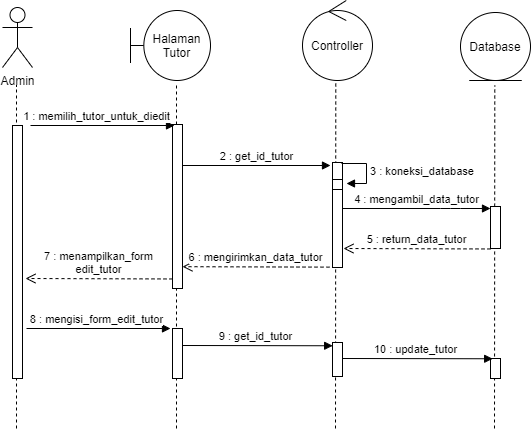 Halaman
Tutor
Controller
Database
Admin
1 : memilih_tutor_untuk_diedit
2 : get_id_tutor
3 : koneksi_database
4 : mengambil_data_tutor
5 : return_data_tutor
6 : mengirimkan_data_tutor
7 : menampilkan_form
edit_tutor
8 : mengisi_form_edit_tutor
9 : get_id_tutor
10 : update_tutor